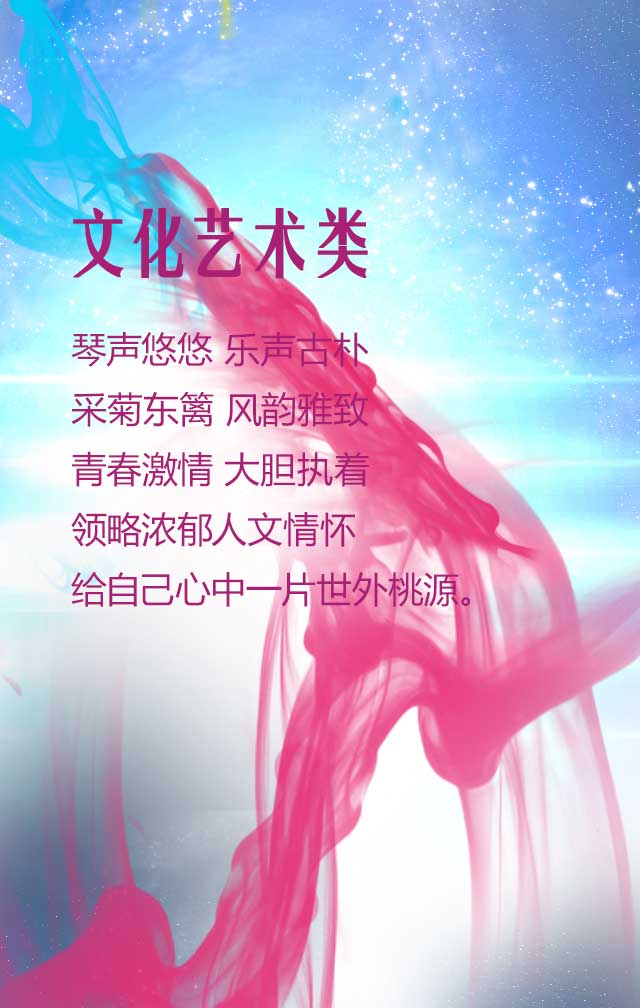 文化艺术类
琴声悠悠 乐声古朴
采菊东篱 风韵雅致
青春激情 大胆执着
领略浓郁人文情怀
给自己心中一片世外桃源。